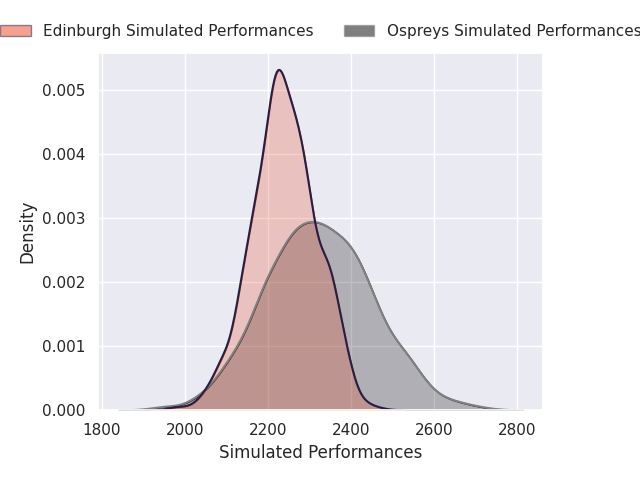 Edinburgh Simulated Performances Ospreys Simulated Performances
0.005
0.004
0.003
0.002
0.001
0.000
Density
1800 2000 2200 2400 2600 2800
Simulated Performances